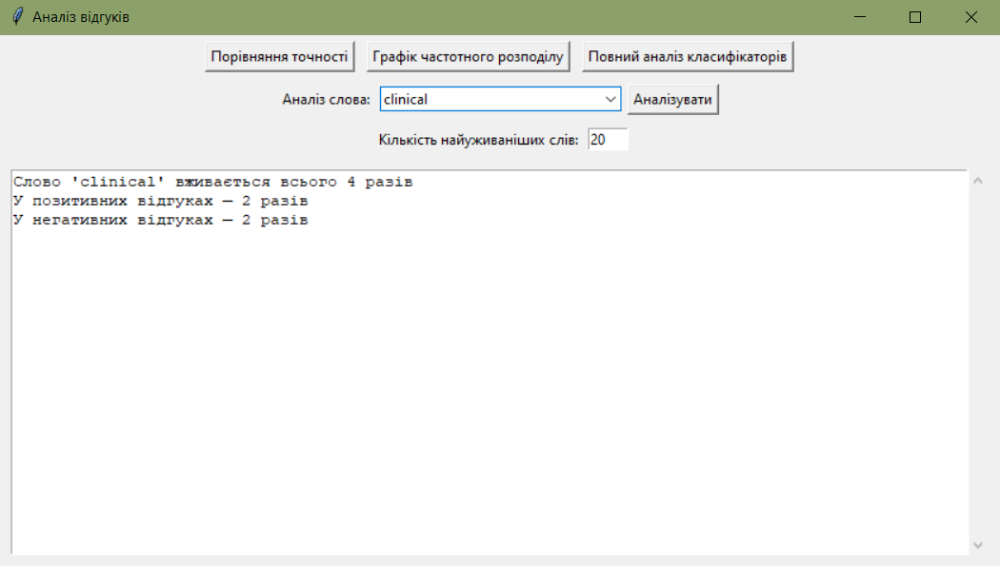 Аналіз відгуків
Порівняння точності Графік частотного розподілу Повний аналіз класифікаторів
Аналіз слова: clinical Аналізувати
Кількість найуживаніших слів: 20
Слово 'clinical' вживається всього 4 разів
У позитивних відгуках — 2 разів
У негативних відгуках — 2 разів